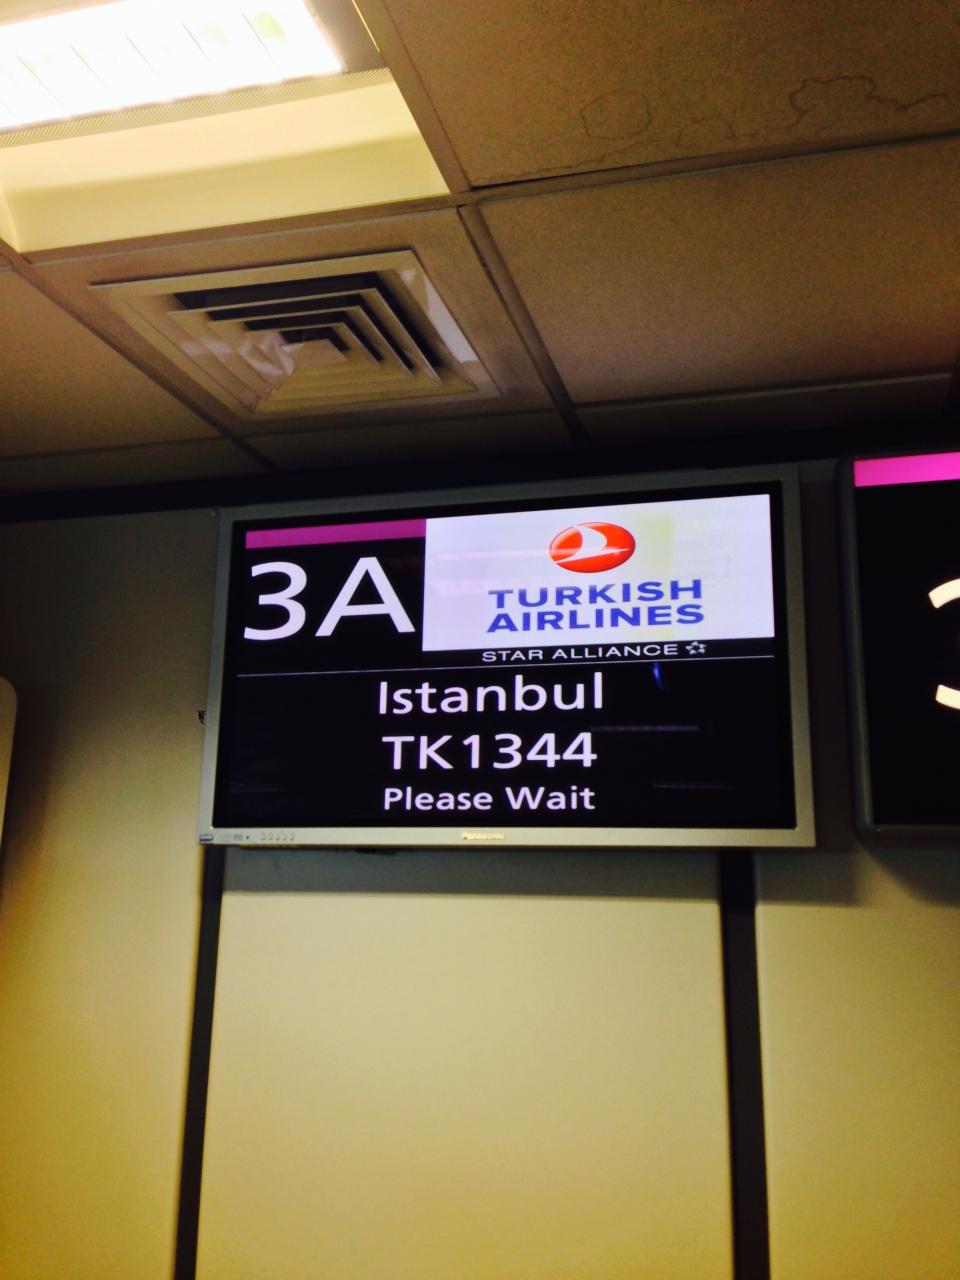 3A
TURKISH
AIRLINES
STAR ALLIANCE
Istanbul
TK1344
Please Wait
Panasonic